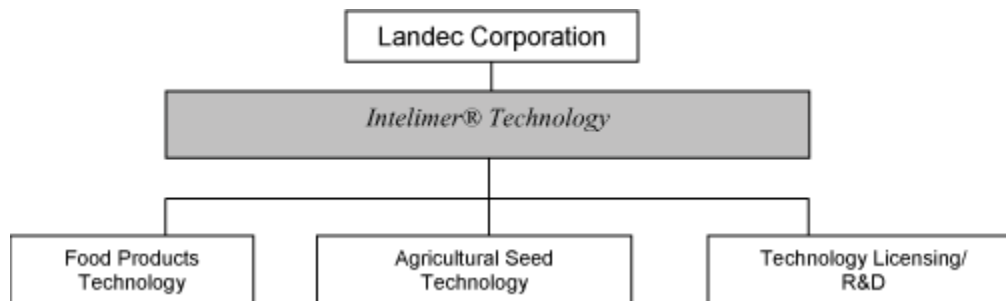 Landec Corporation
Intelimer® Technology
Food Products
Technology
Agricultural Seed
Technology
Technology Licensing/
R&D